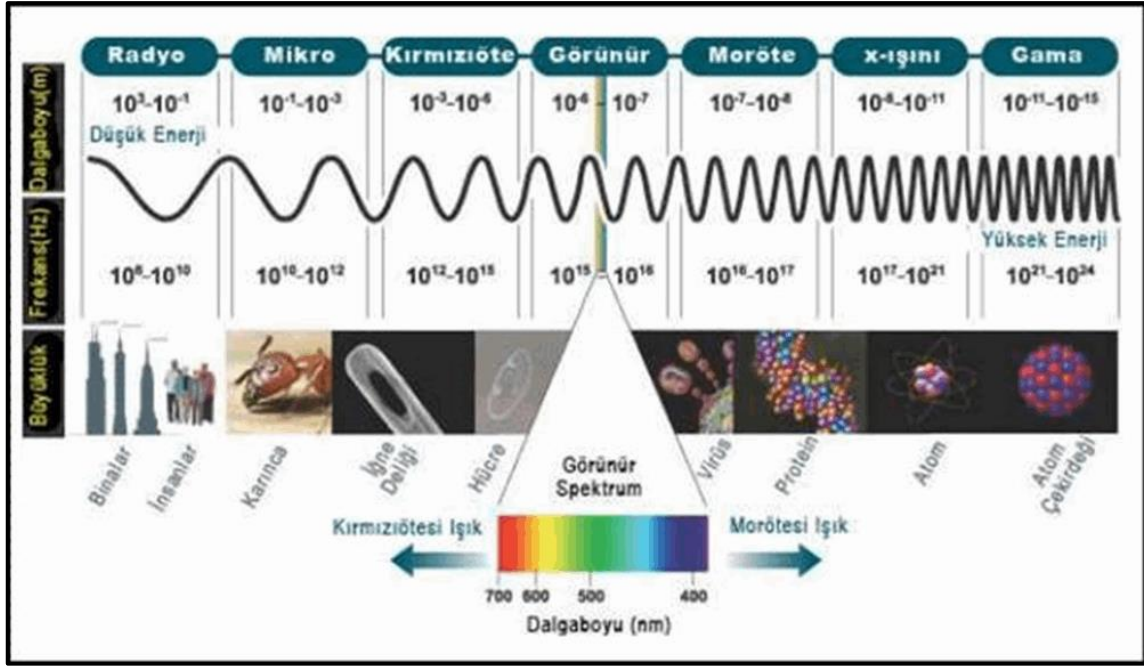 Radyo
Mikro
Kırmızıöte
Görünür
Moröte
x-ışını
Gama
Dalgaboyu(m)
10³-10⁻¹
10⁻¹-10⁻³
10⁻³-10⁻⁶
10⁻⁶ - 10⁻⁷
10⁻⁷-10⁻⁸
10⁻⁸-10⁻¹¹
10⁻¹¹-10⁻¹⁵
Düşük Enerji
Yüksek Enerji
Frekans(Hz)
10⁶-10¹⁰
10¹⁰-10¹²
10¹²-10¹⁵
10¹⁵ 10¹⁶
10¹⁶-10¹⁷
10¹⁷-10²¹
10²¹-10²⁴
Büyüklük
Binalar
İnsanlar
Karınca
İğne
Deliği
Hücre
Virüs
Protein
Atom
Atom
Çekirdeği
Görünür
Spektrum
Kırmızıötesi Işık
Morötesi Işık
700 600 500 400
Dalgaboyu (nm)